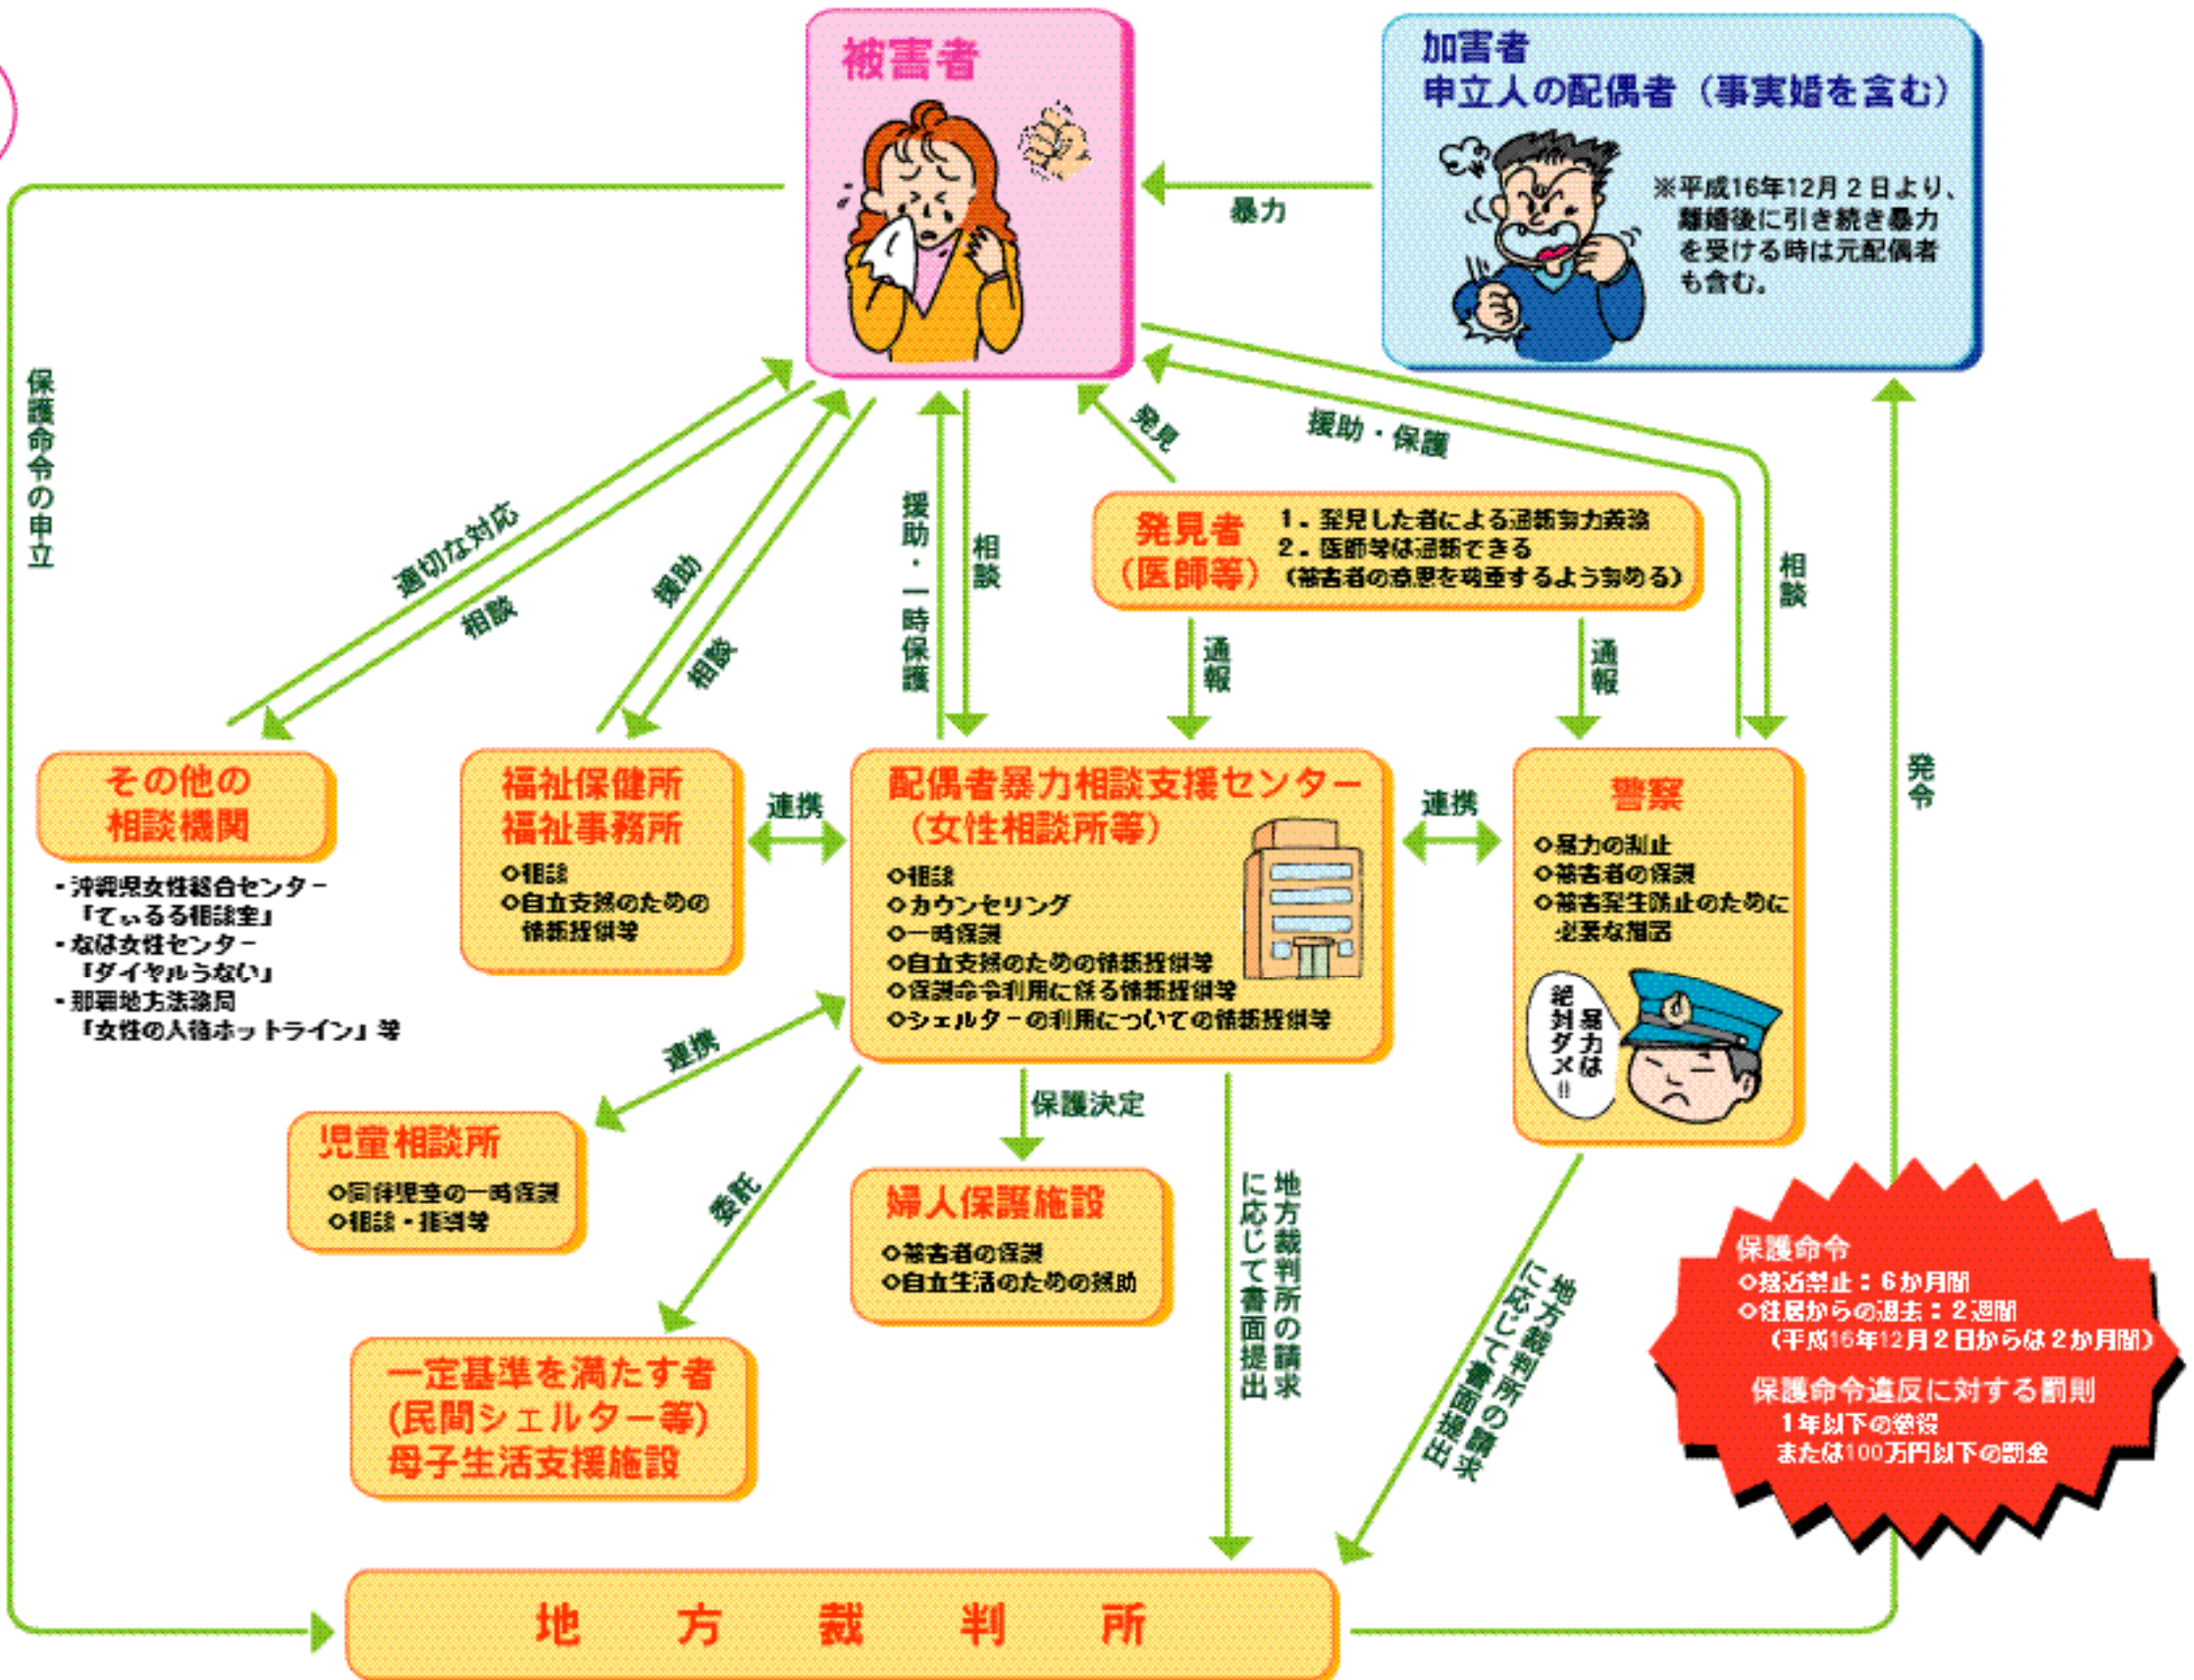 被害者
加害者
申立人の配偶者（事実婚を含む）
※平成16年12月２日より、
離婚後に引き続き暴力
を受ける時は元配偶者
も含む。
暴力
保護命令の申立
適切な対応
相談
援助
相談
援助・一時保護
相談
発見
援助・保護
相談
発見者
（医師等）
１．発見した者による通報努力義務
２．医師等は通報できる
（被害者の意思を尊重するよう努める）
通報
通報
発令
その他の
相談機関
・沖縄県女性総合センター
「てぃるる相談室」
・なは女性センター
「ダイヤルうない」
・那覇地方法務局
「女性の人権ホットライン」等
福祉保健所
福祉事務所
◇相談
◇自立支援のための
情報提供等
連携
配偶者暴力相談支援センター
（女性相談所等）
◇相談
◇カウンセリング
◇一時保護
◇自立支援のための情報提供等
◇保護命令利用に係る情報提供等
◇シェルターの利用についての情報提供等
連携
警察
◇暴力の制止
◇被害者の保護
◇被害発生防止のために
必要な措置
暴力は
絶対ダメ!!
連携
児童相談所
◇同伴児童の一時保護
◇相談・指導等
委託
保護決定
婦人保護施設
◇被害者の保護
◇自立生活のための援助
地方裁判所の請求
に応じて書面提出
地方裁判所の請求
に応じて書面提出
一定基準を満たす者
(民間シェルター等)
母子生活支援施設
保護命令
◇接近禁止：６か月間
◇住居からの退去：２週間
（平成16年12月２日からは２か月間）
保護命令違反に対する罰則
１年以下の懲役
または100万円以下の罰金
地方裁判所